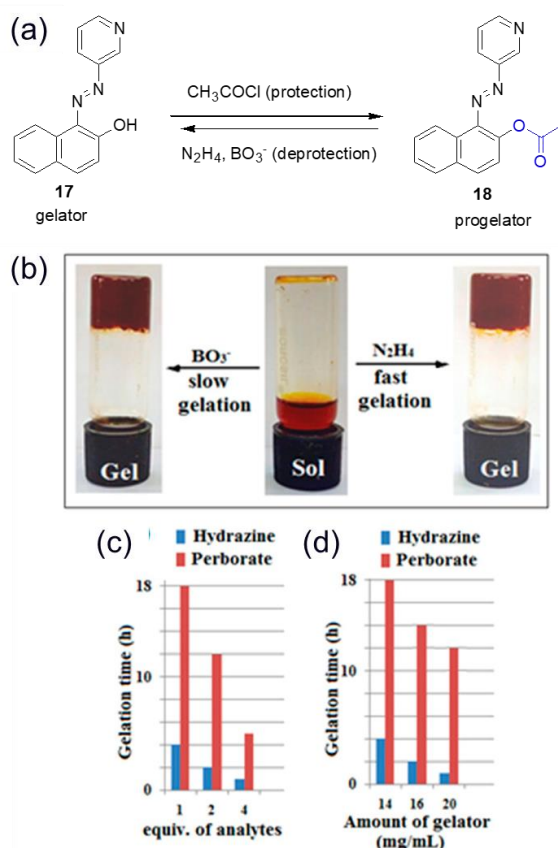 (a)
N
N
N
OH
17
gelator
CH₃COCl (protection)
N₂H₄, BO₃⁻ (deprotection)
N
N
N
O
O
18
progelator
(b)
BO₃⁻
slow
gelation
N₂H₄
fast
gelation
Gel
Sol
Gel
(c)
Hydrazine
Perborate
Gelation time (h)
18
10
0
1 2 4
equiv. of analytes
(d)
Hydrazine
Perborate
Gelation time (h)
18
10
0
14 16 20
Amount of gelator
(mg/mL)